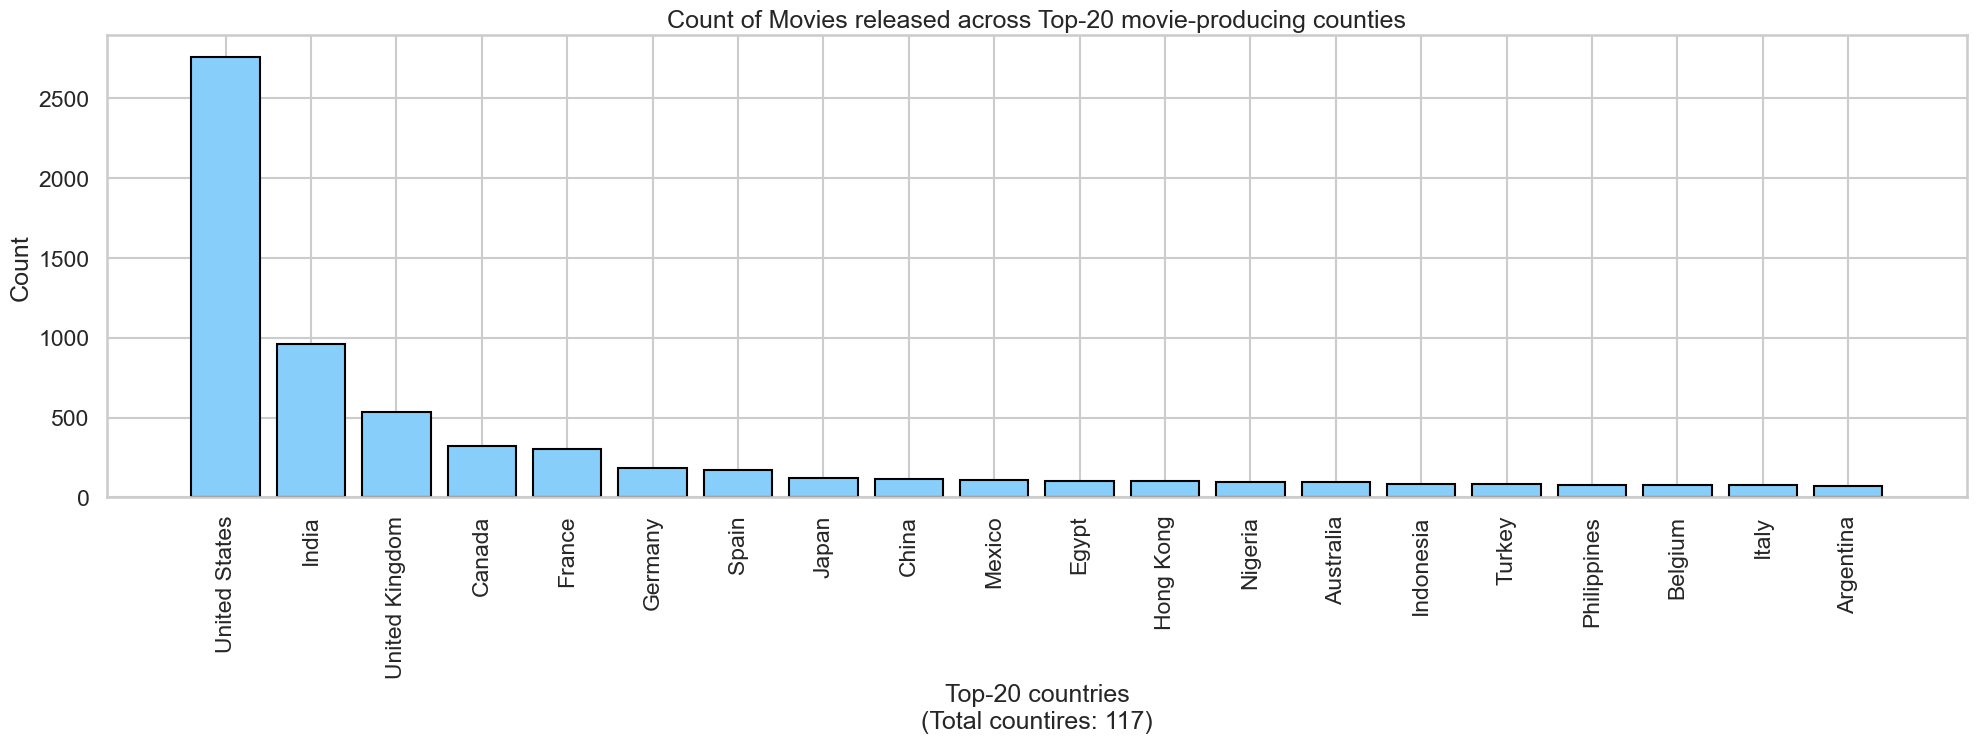 Count of Movies released across Top-20 movie-producing counties
Count
2500
2000
1500
1000
500
0
United States
India
United Kingdom
Canada
France
Germany
Spain
Japan
China
Mexico
Egypt
Hong Kong
Nigeria
Australia
Indonesia
Turkey
Philippines
Belgium
Italy
Argentina
Top-20 countries
(Total countires: 117)